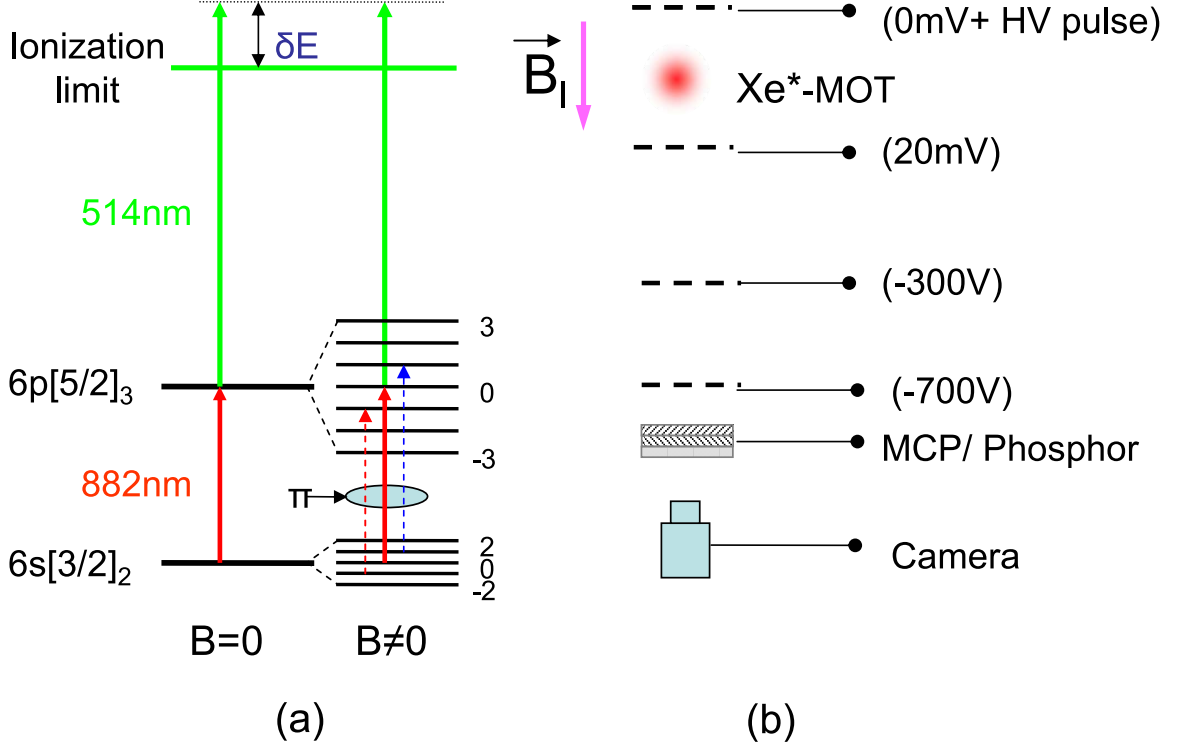 Ionization
limit
δE
514nm
6p[5/2]₃
882nm
6s[3/2]₂
3
0
-3
π
2
0
-2
B=0
B≠0
(a)
B_I
(0mV+ HV pulse)
Xe*-MOT
(20mV)
(-300V)
(-700V)
MCP/ Phosphor
Camera
(b)